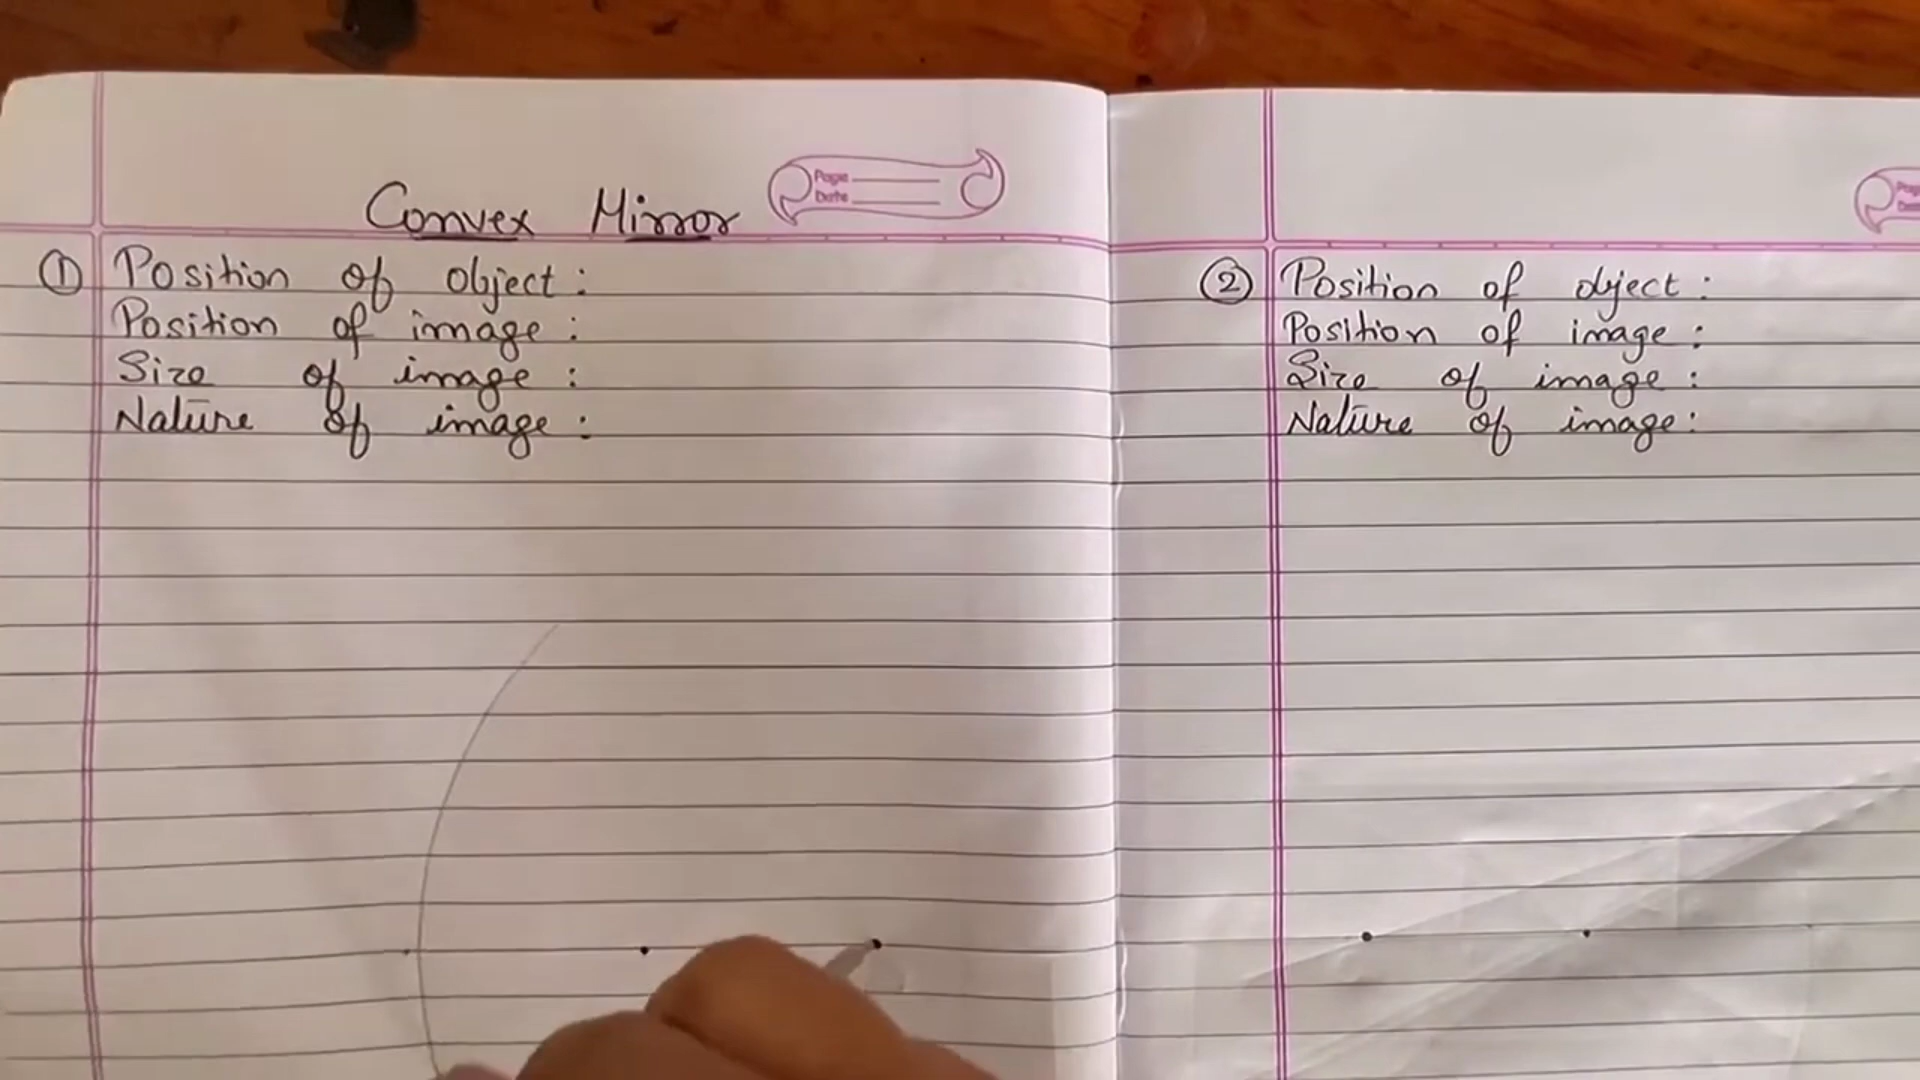 Page
Date
Convex Mirror
① Position of object :
Position of image :
Size of image :
Nature of image :
② Position of object :
Position of image :
Size of image :
Nature of image :